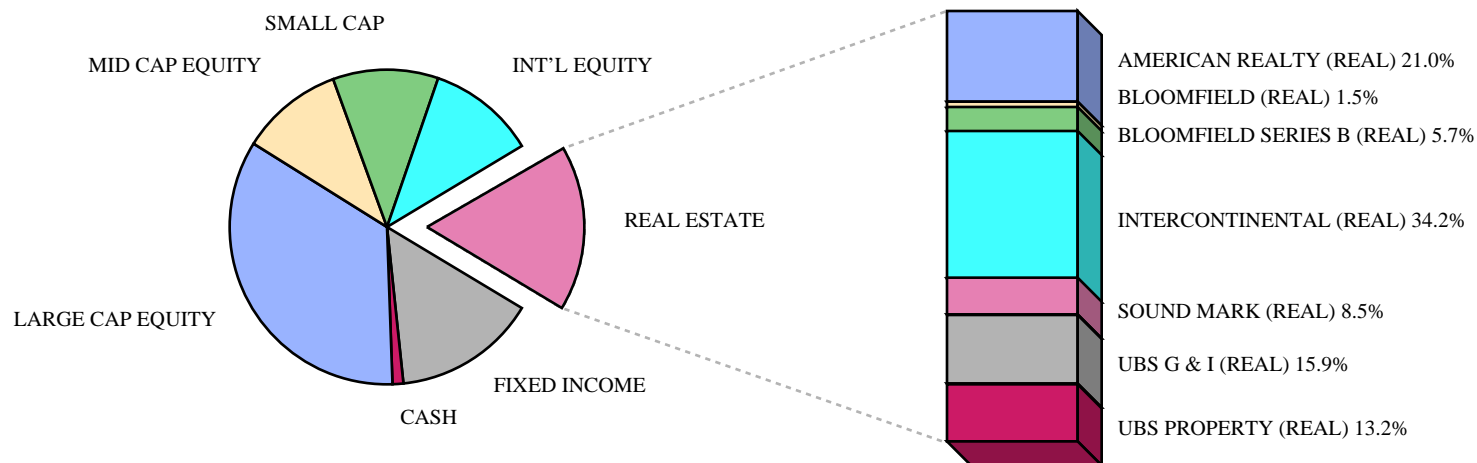 SMALL CAP
MID CAP EQUITY
INT'L EQUITY
REAL ESTATE
LARGE CAP EQUITY
FIXED INCOME
CASH
AMERICAN REALTY (REAL) 21.0%
BLOOMFIELD (REAL) 1.5%
BLOOMFIELD SERIES B (REAL) 5.7%
INTERCONTINENTAL (REAL) 34.2%
SOUND MARK (REAL) 8.5%
UBS G & I (REAL) 15.9%
UBS PROPERTY (REAL) 13.2%